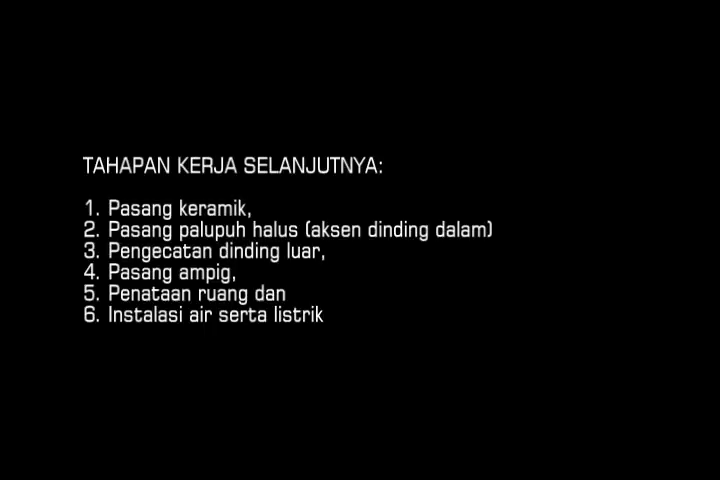 TAHAPAN KERJA SELANJUTNYA:
1. Pasang keramik,
2. Pasang palupuh halus (aksen dinding dalam)
3. Pengecatan dinding luar,
4. Pasang ampig,
5. Penataan ruang dan
6. Instalasi air serta listrik